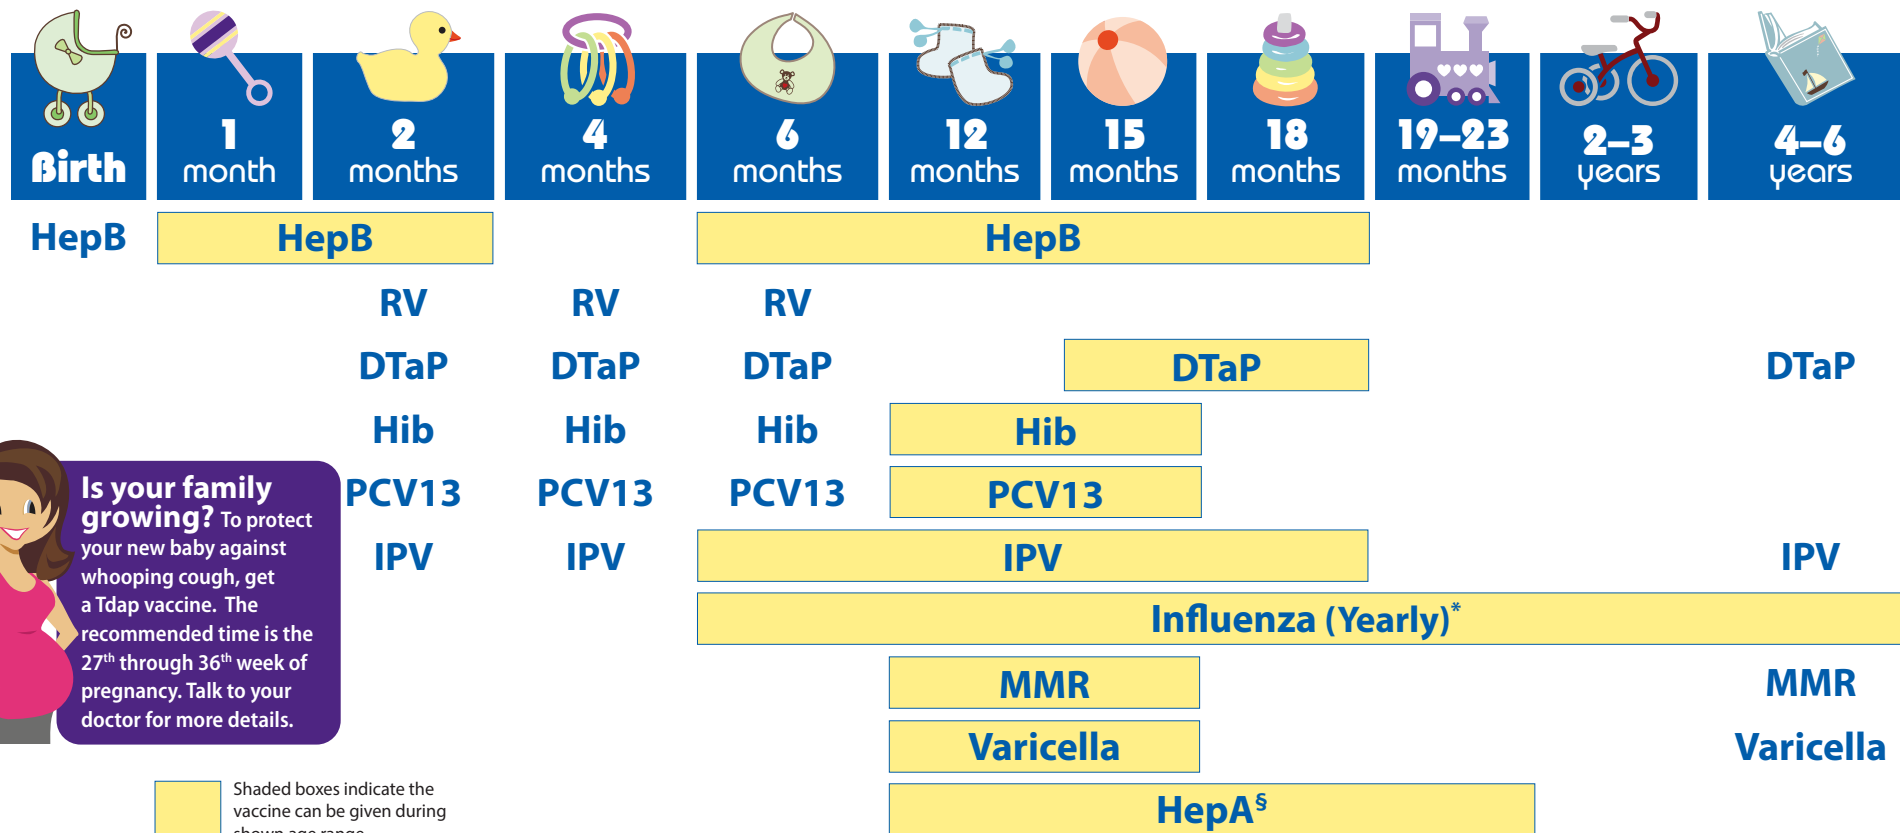 Birth
1
month
2
months
4
months
6
months
12
months
15
months
18
months
19–23
months
2–3
years
4–6
years
HepB HepB HepB
RV RV RV
DTaP DTaP DTaP DTaP DTaP
Hib Hib Hib Hib
PCV13 PCV13 PCV13 PCV13
IPV IPV IPV IPV
Influenza (Yearly)*
MMR MMR
Varicella Varicella
HepA§
Is your family
growing? To protect
your new baby against
whooping cough, get
a Tdap vaccine. The
recommended time is the
27th through 36th week of
pregnancy. Talk to your
doctor for more details.
Shaded boxes indicate the
vaccine can be given during
shown age range.